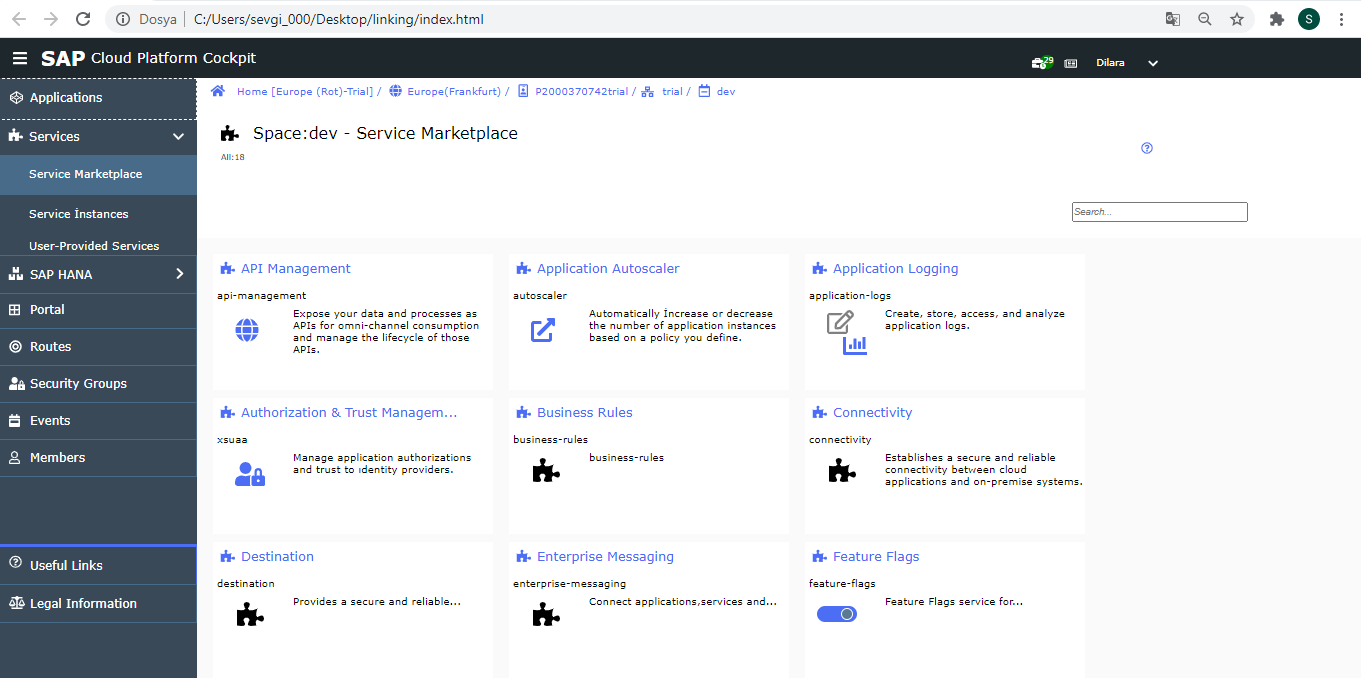 Dosya | C:/Users/sevgi_000/Desktop/linking/index.html
S
SAP Cloud Platform Cockpit
29
Dilara
Applications
Services
Service Marketplace
Service İnstances
User-Provided Services
SAP HANA
Portal
Routes
Security Groups
Events
Members
Useful Links
Legal Information
Home [Europe (Rot)-Trial] / Europe(Frankfurt) / P2000370742trial / trial / dev
Space:dev - Service Marketplace
All:18
Search...
API Management
api-management
Expose your data and processes as
APIs for omni-channel consumption
and manage the lifecycle of those
APIs.
Application Autoscaler
autoscaler
Automatically İncrease or decrease
the number of application instances
based on a policy you define.
Application Logging
application-logs
Create, store, access, and analyze
application logs.
Authorization & Trust Managem...
xsuaa
Manage application authorizations
and trust to ıdentity providers.
Business Rules
business-rules
business-rules
Connectivity
connectivity
Establishes a secure and reliable
connectivity between cloud
applications and on-premise systems.
Destination
destination
Provides a secure and reliable...
Enterprise Messaging
enterprise-messaging
Connect applications,services and...
Feature Flags
feature-flags
Feature Flags service for...